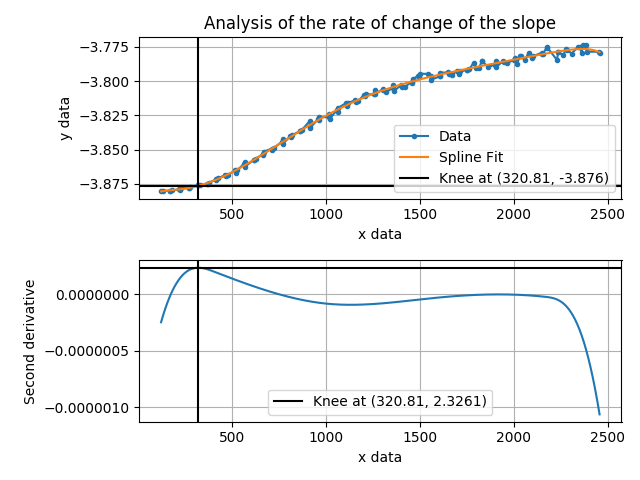 Analysis of the rate of change of the slope
−3.775
−3.800
−3.825
−3.850
−3.875
y data
Data
Spline Fit
Knee at (320.81, -3.876)
500
1000
1500
2000
2500
x data
0.0000000
−0.0000005
−0.0000010
Second derivative
Knee at (320.81, 2.3261)
500
1000
1500
2000
2500
x data